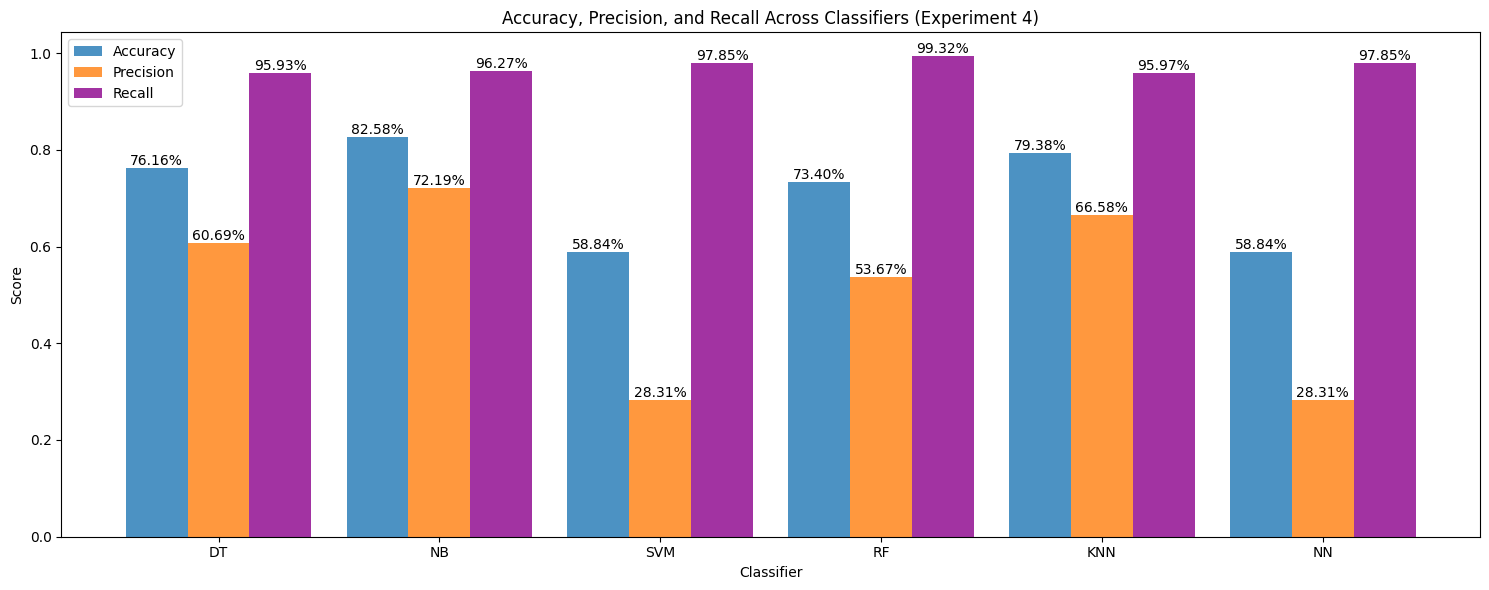 Accuracy, Precision, and Recall Across Classifiers (Experiment 4)
Accuracy
Precision
Recall
Score
1.0
0.8
0.6
0.4
0.2
0.0
76.16%
60.69%
95.93%
82.58%
72.19%
96.27%
58.84%
28.31%
97.85%
73.40%
53.67%
99.32%
79.38%
66.58%
95.97%
58.84%
28.31%
97.85%
DT
NB
SVM
RF
KNN
NN
Classifier